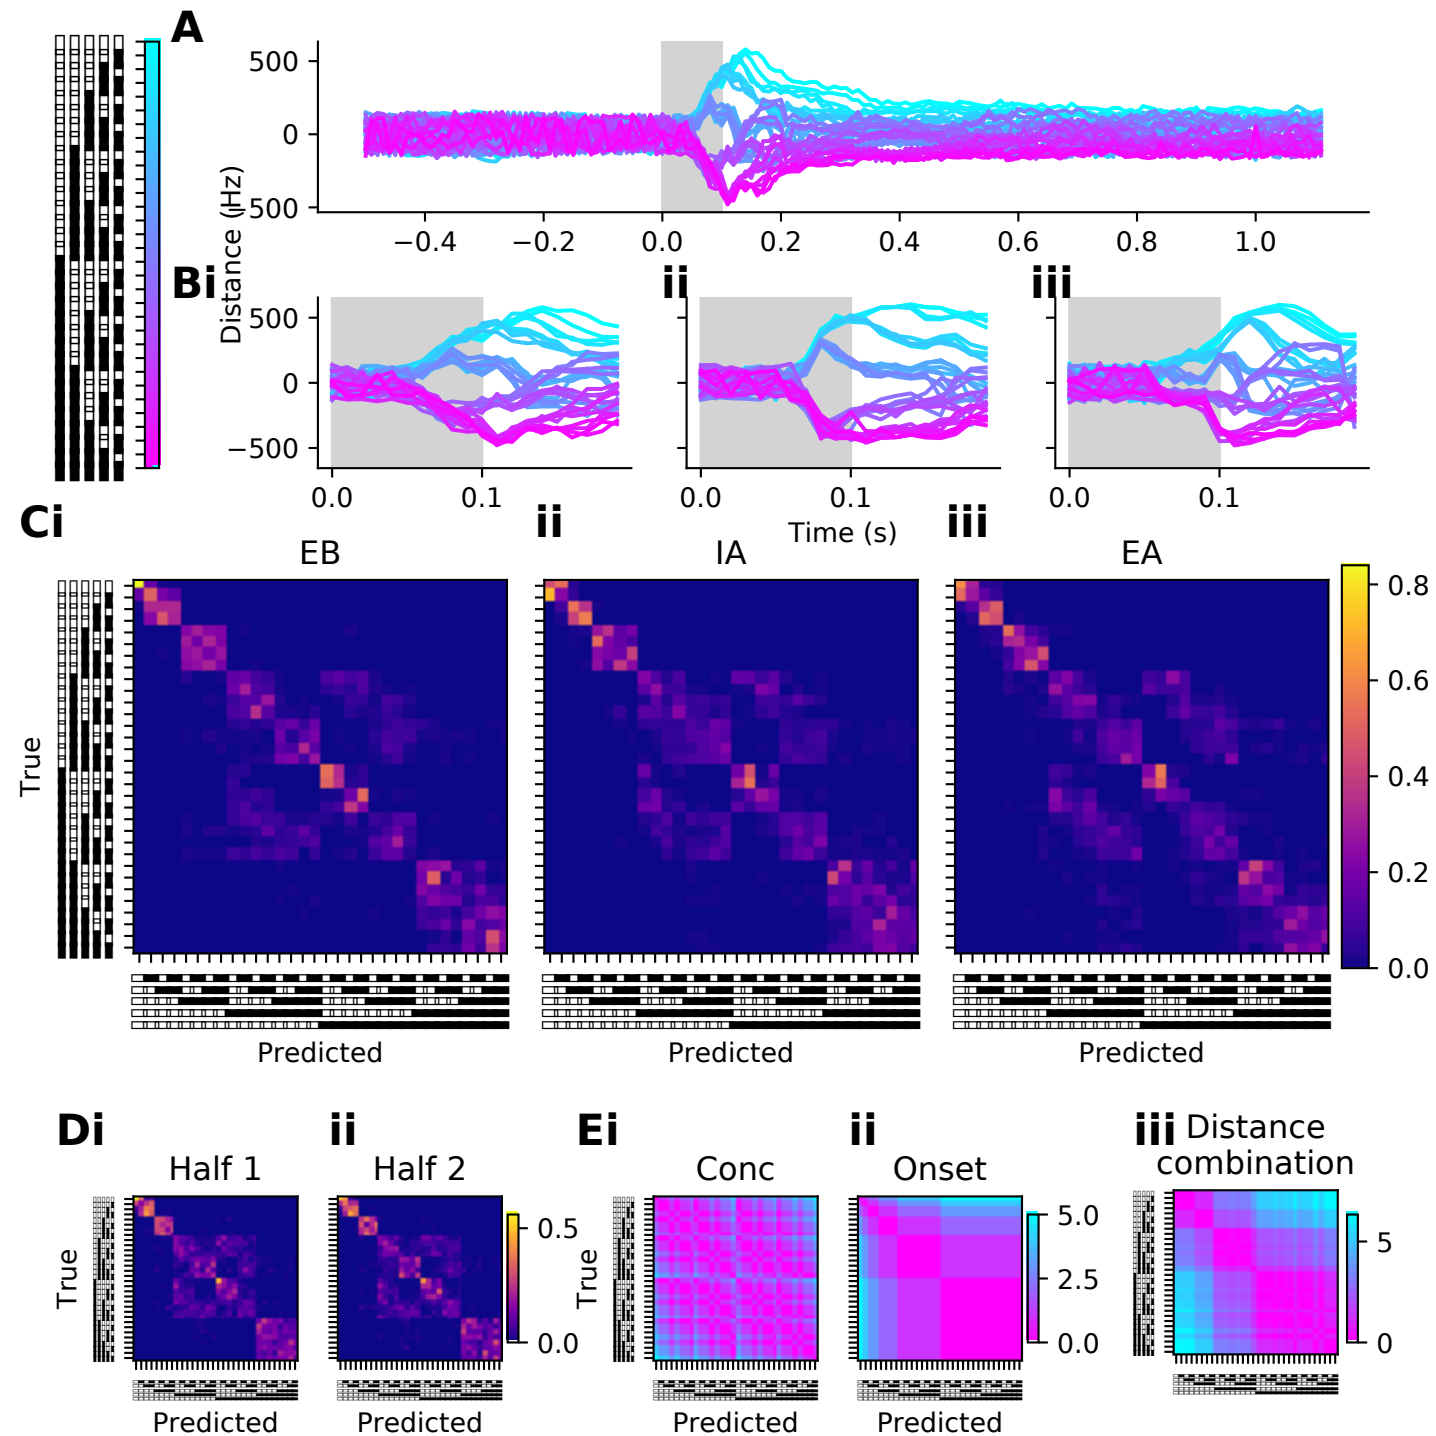 A
500
0
−500
−0.4 −0.2 0.0 0.2 0.4 0.6 0.8 1.0
Distance (μHz)
Bi ii iii
500
0
−500
0.0 0.1 0.0 0.1 0.0 0.1
Time (s)
Ci ii iii
EB IA EA
True
0.8
0.6
0.4
0.2
0.0
Predicted Predicted Predicted
Di ii Ei ii iii
Half 1 Half 2 Conc Onset Distance
combination
True
0.5
0.0
True
5.0
2.5
0.0
5
0
Predicted Predicted Predicted Predicted